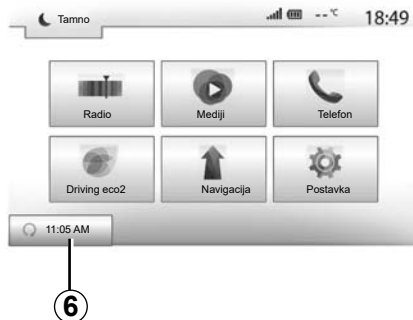 Tamno
--°C
18:49
Radio
Mediji
Telefon
Driving eco2
Navigacija
Postavka
11:05 AM
6